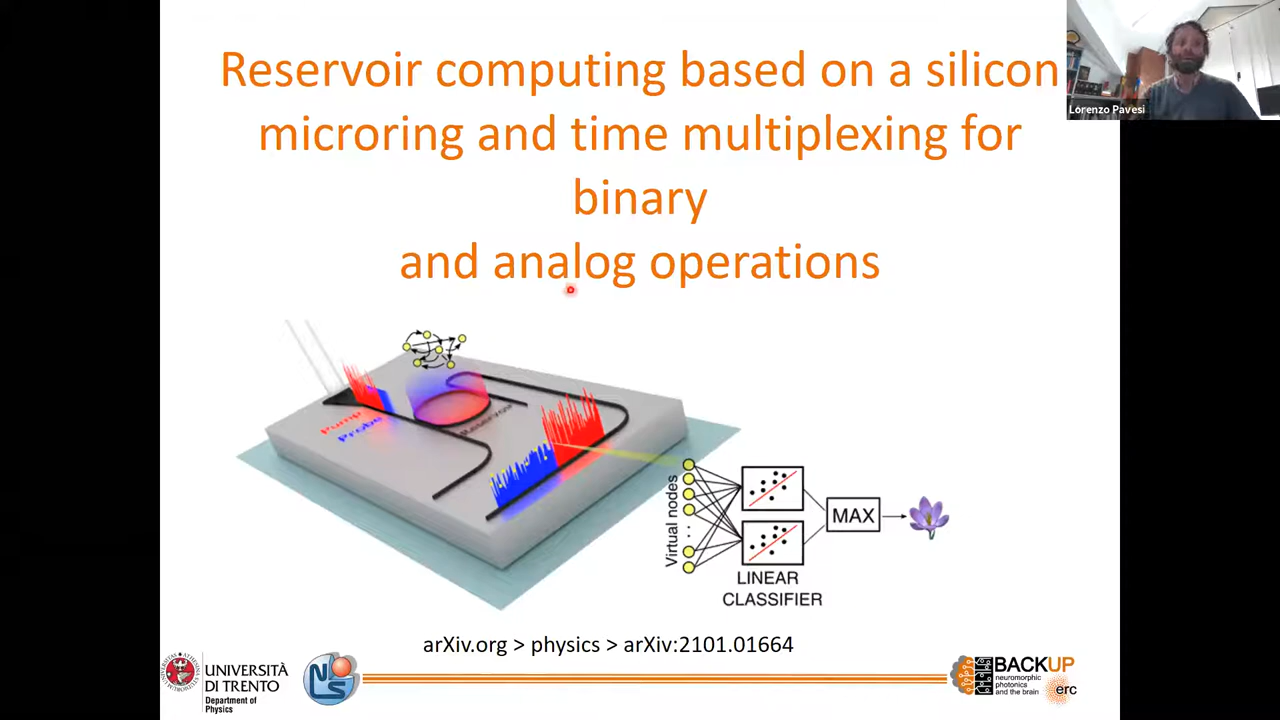 Reservoir computing based on a silicon
microring and time multiplexing for
binary
and analog operations
Lorenzo Pavesi
Pump
Probe
Reservoir
Virtual nodes
MAX
LINEAR
CLASSIFIER
arXiv.org > physics > arXiv:2101.01664
UNIVERSITÀ
DI TRENTO
Department of
Physics
NLS
BACKUP
neuromorphic
photonics
and the brain
erc